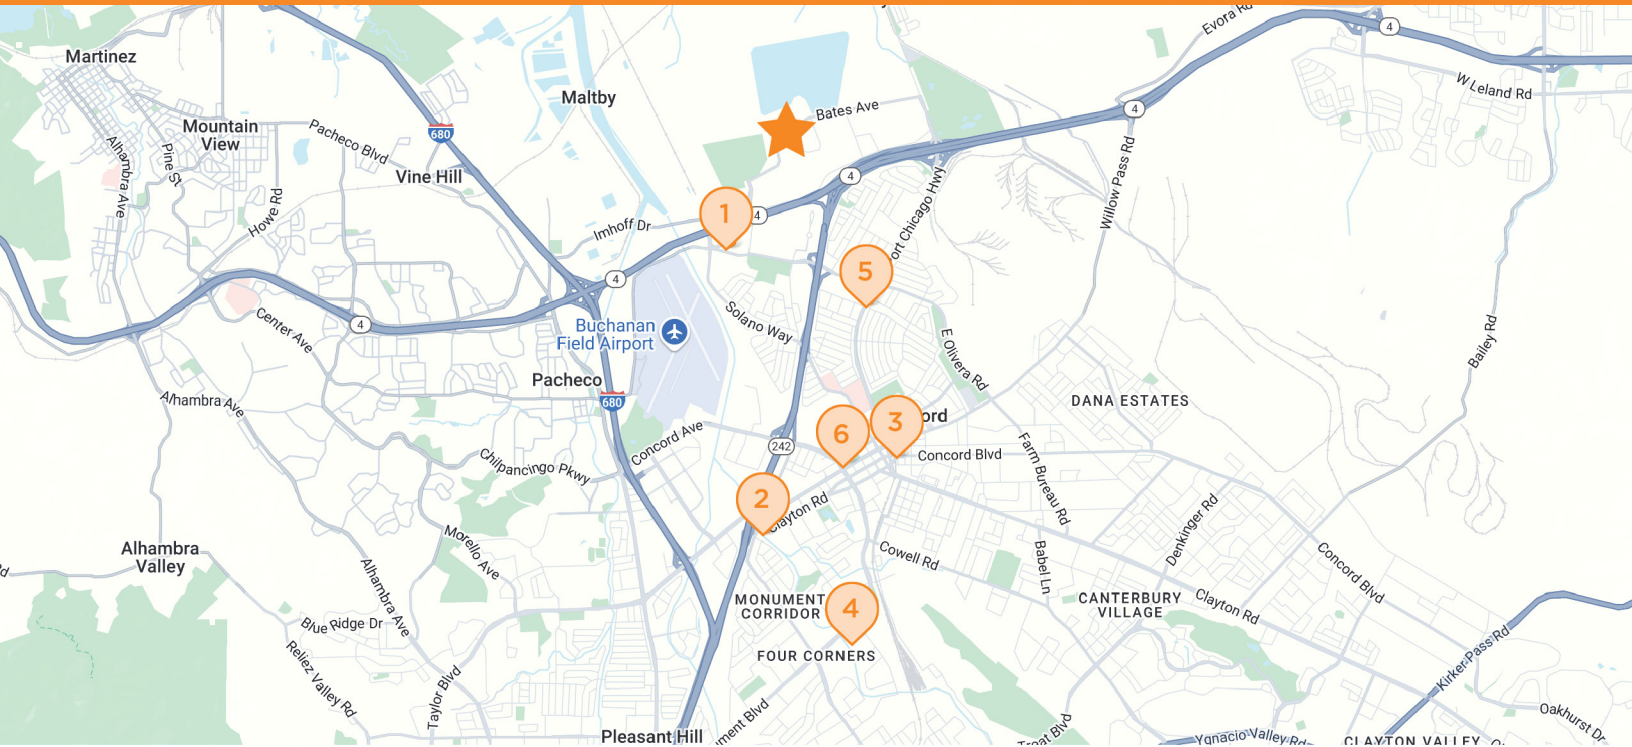 Evora Rd
4
Martinez
W Leland Rd
Maltby
Bates Ave
4
Mountain
View
680
Pacheco Blvd
Alhambra Ave
Pine St
Vine Hill
4
Willow Pass Rd
Howe Rd
1
4
Imhoff Dr
ort Chicago Hwy
5
4
Solano Way
Center Ave
4
Buchanan
Field Airport
E Olivera Rd
Bailey Rd
Pacheco
680
Alhambra Ave
DANA ESTATES
3
ord
6
Concord Ave
242
Concord Blvd
Chilpancingo Pkwy
Farm Bureau Rd
2
Clayton Rd
Denkinger Rd
Alhambra
Valley
Morello Ave
Cowell Rd
Babel Ln
Concord Blvd
Alhambra Ave
MONUMENT
CORRIDOR
4
CANTERBURY
VILLAGE
Clayton Rd
Blue Ridge Dr
Reliez Valley Rd
FOUR CORNERS
Kirker Pass Rd
Taylor Blvd
ument Blvd
Oakhurst Dr
Pleasant Hill
Treat Blvd
Ygnacio Valley Rd
CLAYTON VALLEY